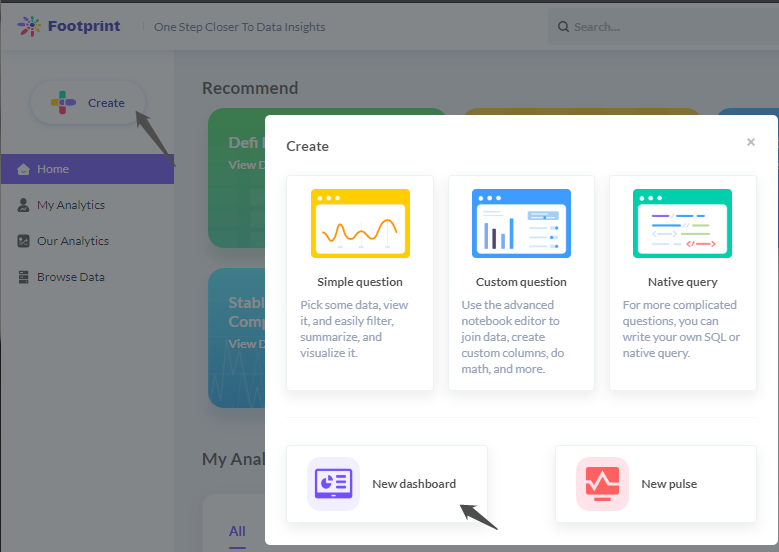 Footprint
One Step Closer To Data Insights
Search...
Create
Home
My Analytics
Our Analytics
Browse Data
Recommend
Defi
View D
Stabl
Comp
View D
My Anal
All
Create
Simple question
Pick some data, view
it, and easily filter,
summarize, and
visualize it.
Custom question
Use the advanced
notebook editor to
join data, create
custom columns, do
math, and more.
Native query
For more complicated
questions, you can
write your own SQL or
native query.
New dashboard
New pulse